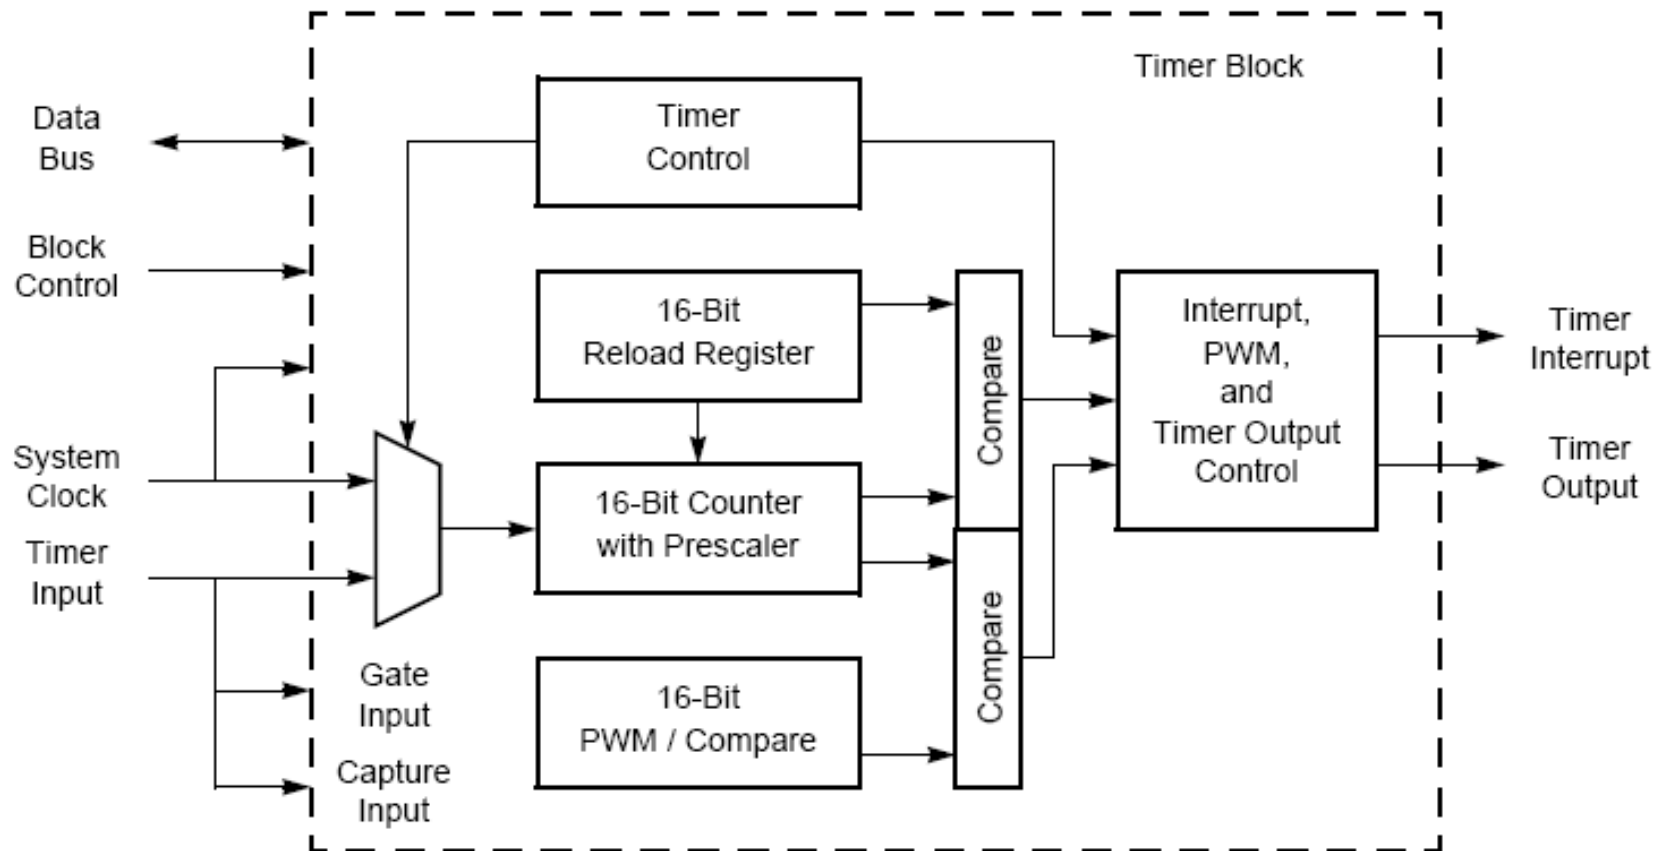 Timer Block
Data
Bus
Timer
Control
Block
Control
16-Bit
Reload Register
Compare
Interrupt,
PWM,
and
Timer Output
Control
Timer
Interrupt
System
Clock
Timer
Output
16-Bit Counter
with Prescaler
Timer
Input
Compare
Gate
Input
16-Bit
PWM / Compare
Capture
Input